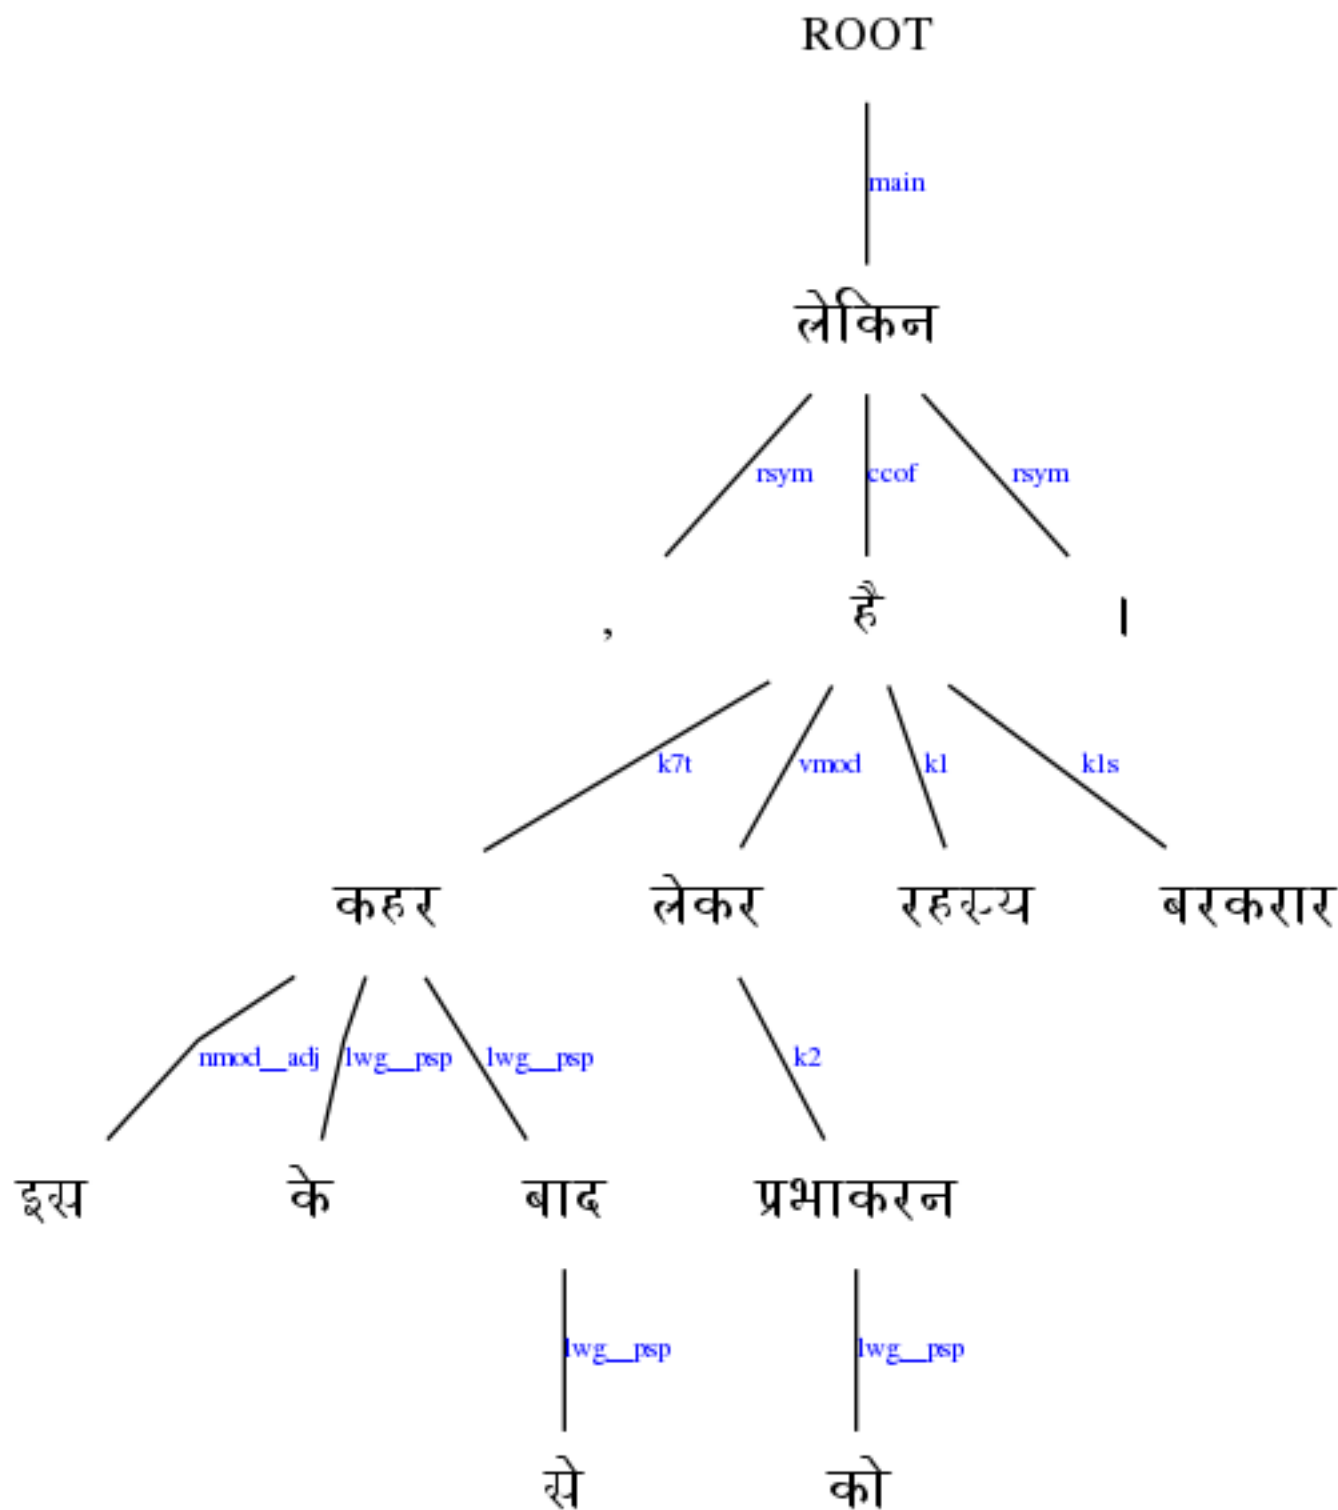 ROOT
main
लेकिन
rsym ccof rsym
, है ।
k7t vmod k1 k1s
कहर लेकर रहस्य बरकरार
nmod__adj lwg__psp lwg__psp k2
इस के बाद प्रभाकरन
lwg__psp lwg__psp
से को